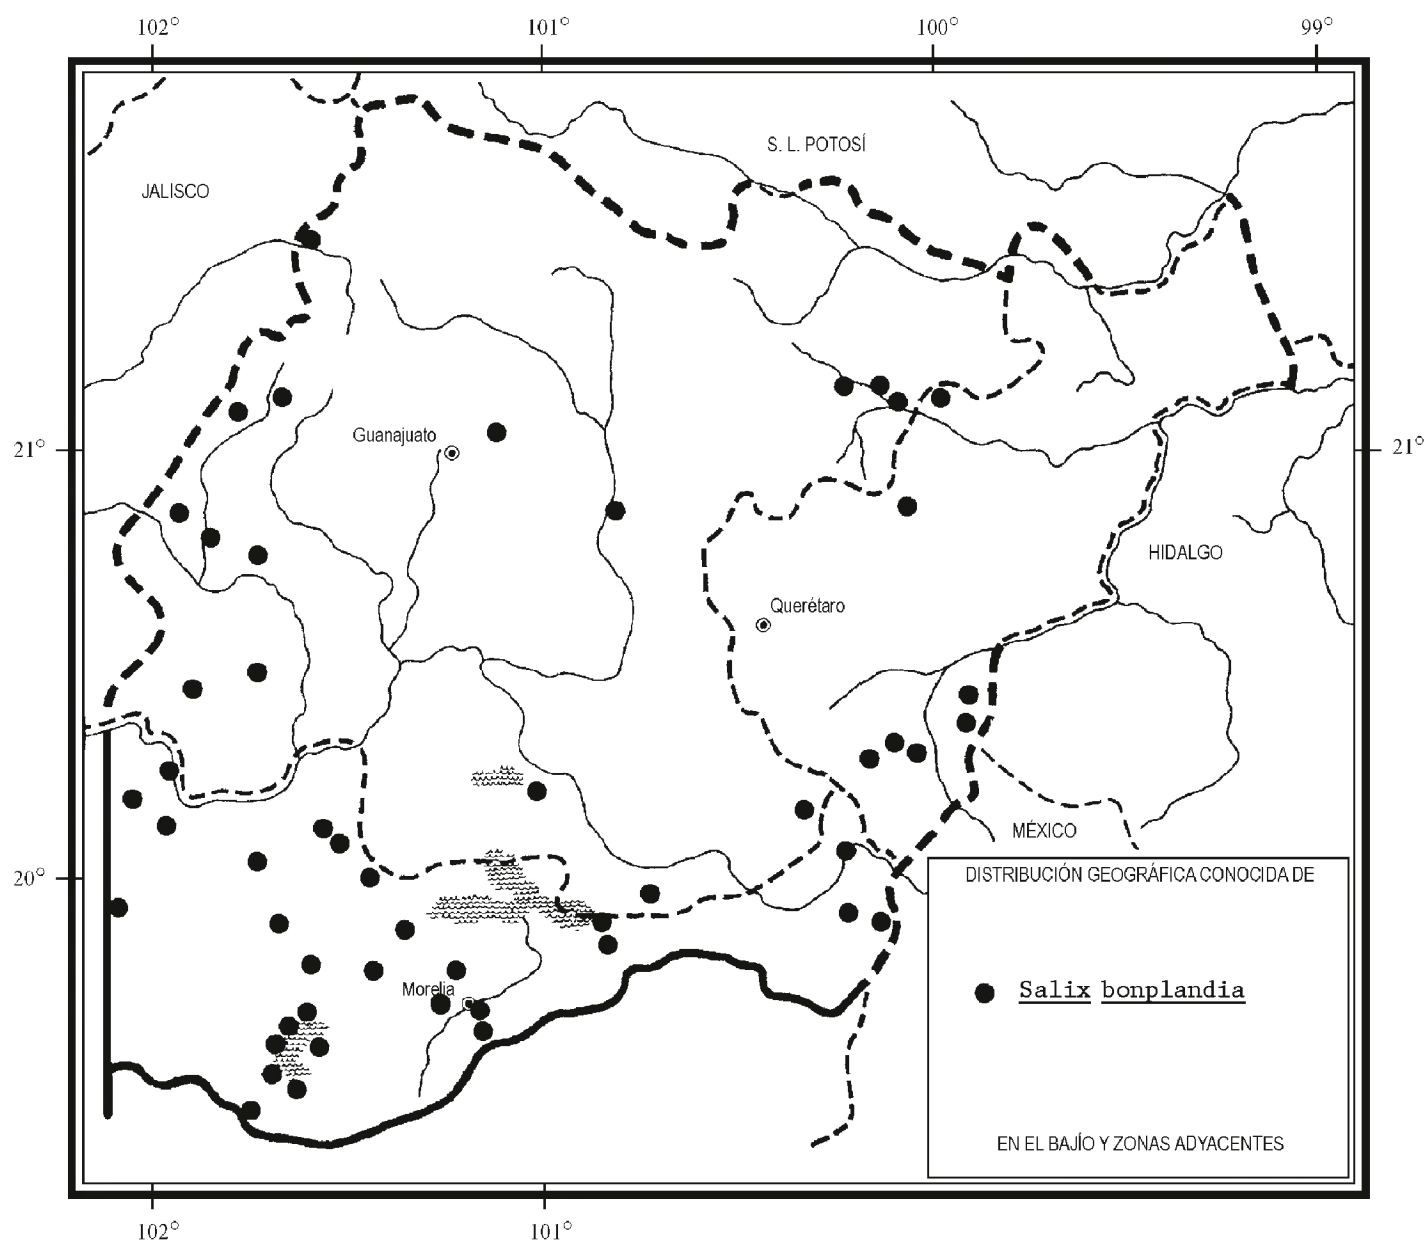 102° 101° 100° 99°
S. L. POTOSÍ
JALISCO
Guanajuato
21° 21°
HIDALGO
Querétaro
MÉXICO
20°
DISTRIBUCIÓN GEOGRÁFICA CONOCIDA DE
Morelia
Salix bonplandia
EN EL BAJÍO Y ZONAS ADYACENTES
102° 101°